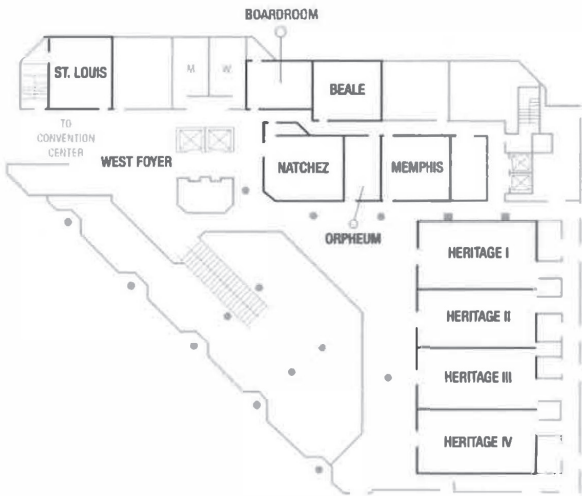 BOARDROOM
ST. LOUIS
M
W
BEALE
TO
CONVENTION
CENTER
WEST FOYER
NATCHEZ
MEMPHIS
ORPHEUM
HERITAGE I
HERITAGE II
HERITAGE III
HERITAGE IV